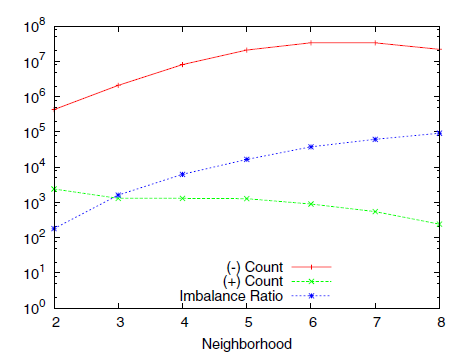 10^8
10^7
10^6
10^5
10^4
10^3
10^2
10^1
10^0
(-) Count
(+) Count
Imbalance Ratio
2 3 4 5 6 7 8
Neighborhood